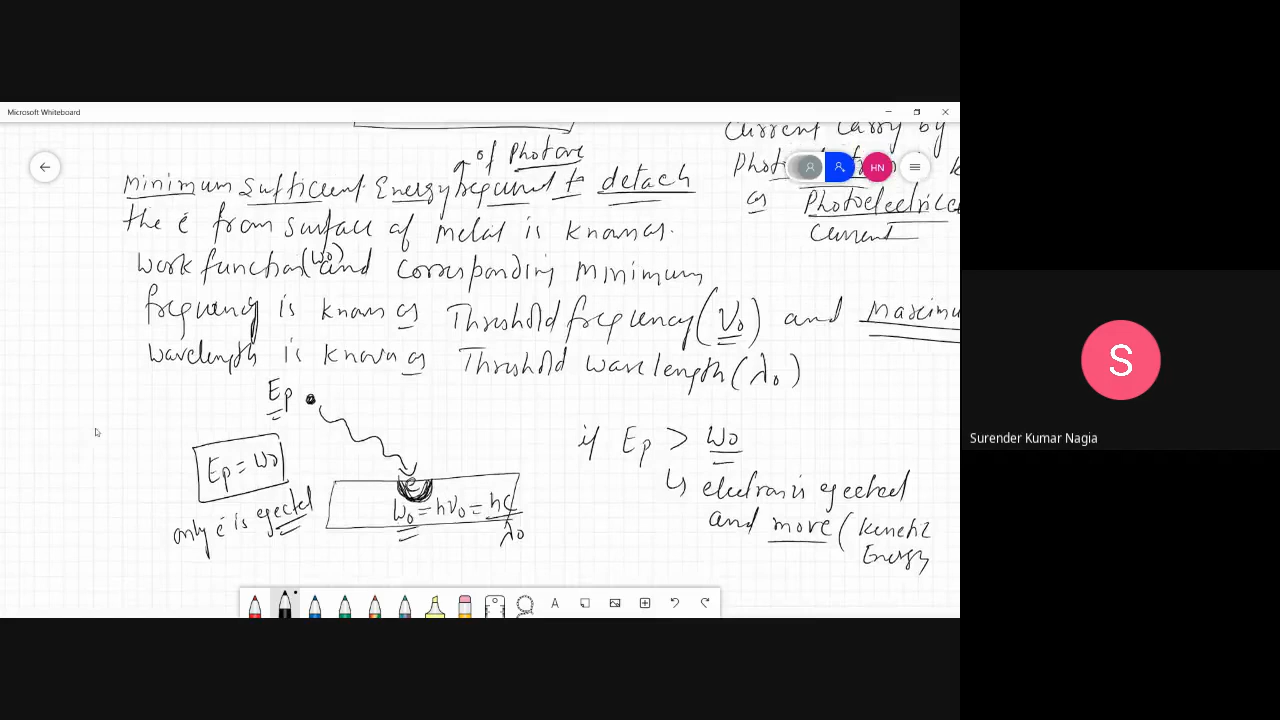 Microsoft Whiteboard
Current Carry by
of Photon
Minimum Sufficient Energy required to detach
as Photoelectric
the e from surface of metal is known as.
Current
work function (W0) and corresponding minimum
frequency is known as Threshold frequency (ν0) and Maximum
wavelength is known as Threshold wavelength (λ0)
Ep
if Ep > W0
Ep = W0
↳ electron is ejected
W0 = hν0 = hc/λ0
and more (kinetic
only e is ejected
Energy
HN
A
S
Surender Kumar Nagia